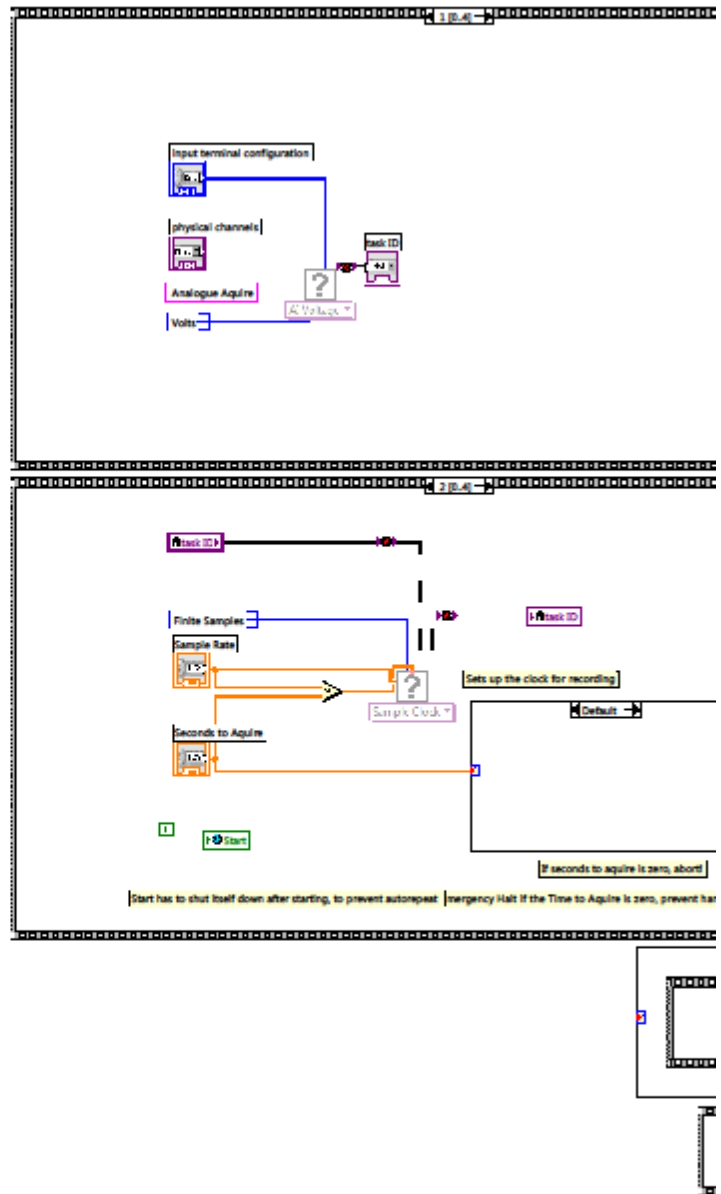 1 [0..4]
Input terminal configuration
physical channels
task ID
Analogue Aquire
AI Voltage
Volts
2 [0..4]
task ID
Finite Samples
task ID
Sample Rate
Sets up the clock for recording
Sample Clock
Default
Seconds to Aquire
Start
If seconds to aquire is zero, abort!
Start has to shut itself down after starting, to prevent autorepeat
mergency Halt if the Time to Aquire is zero, prevent har